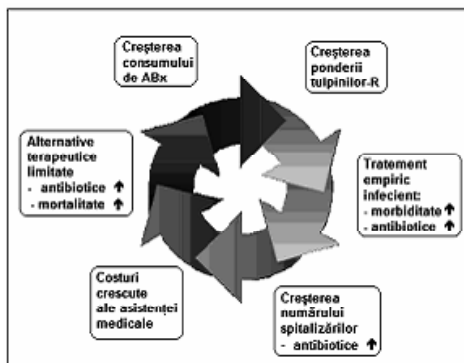 Creşterea
consumului
de ABx
Creşterea
ponderii
tulpinilor-R
Tratement
empiric
infecient:
- morbiditate ↑
- antibiotice ↑
Creşterea
numărului
spitalizărilor
- antibiotice ↑
Costuri
crescute
ale asistenţei
medicale
Alternative
terapeutice
limitate
- antibiotice ↑
- mortalitate ↑